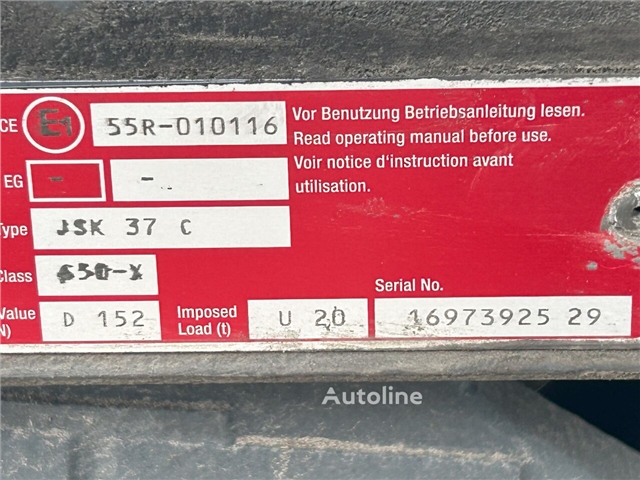 CE E1 55R-010116
Vor Benutzung Betriebsanleitung lesen.
Read operating manual before use.
Voir notice d'instruction avant
utilisation.
EG - -
Type JSK 37 C
Class G50-X
Value
N) D 152
Imposed
Load (t) U 20
Serial No.
16973925 29
Autoline